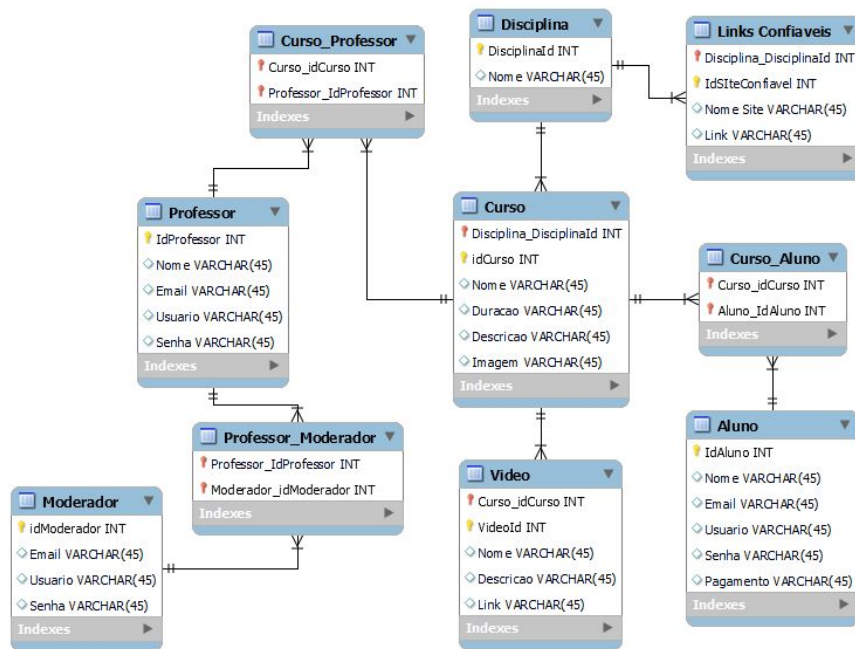 Curso_Professor
Curso_idCurso INT
Professor_IdProfessor INT
Indexes
Disciplina
DisciplinaId INT
Nome VARCHAR(45)
Indexes
Links Confiaveis
Disciplina_DisciplinaId INT
IdSIteConfiavel INT
Nome Site VARCHAR(45)
Link VARCHAR(45)
Indexes
Professor
IdProfessor INT
Nome VARCHAR(45)
Email VARCHAR(45)
Usuario VARCHAR(45)
Senha VARCHAR(45)
Indexes
Curso
Disciplina_DisciplinaId INT
idCurso INT
Nome VARCHAR(45)
Duracao VARCHAR(45)
Descricao VARCHAR(45)
Imagem VARCHAR(45)
Indexes
Curso_Aluno
Curso_idCurso INT
Aluno_IdAluno INT
Indexes
Professor_Moderador
Professor_IdProfessor INT
Moderador_idModerador INT
Indexes
Moderador
idModerador INT
Email VARCHAR(45)
Usuario VARCHAR(45)
Senha VARCHAR(45)
Indexes
Video
Curso_idCurso INT
VideoId INT
Nome VARCHAR(45)
Descricao VARCHAR(45)
Link VARCHAR(45)
Indexes
Aluno
IdAluno INT
Nome VARCHAR(45)
Email VARCHAR(45)
Usuario VARCHAR(45)
Senha VARCHAR(45)
Pagamento VARCHAR(45)
Indexes